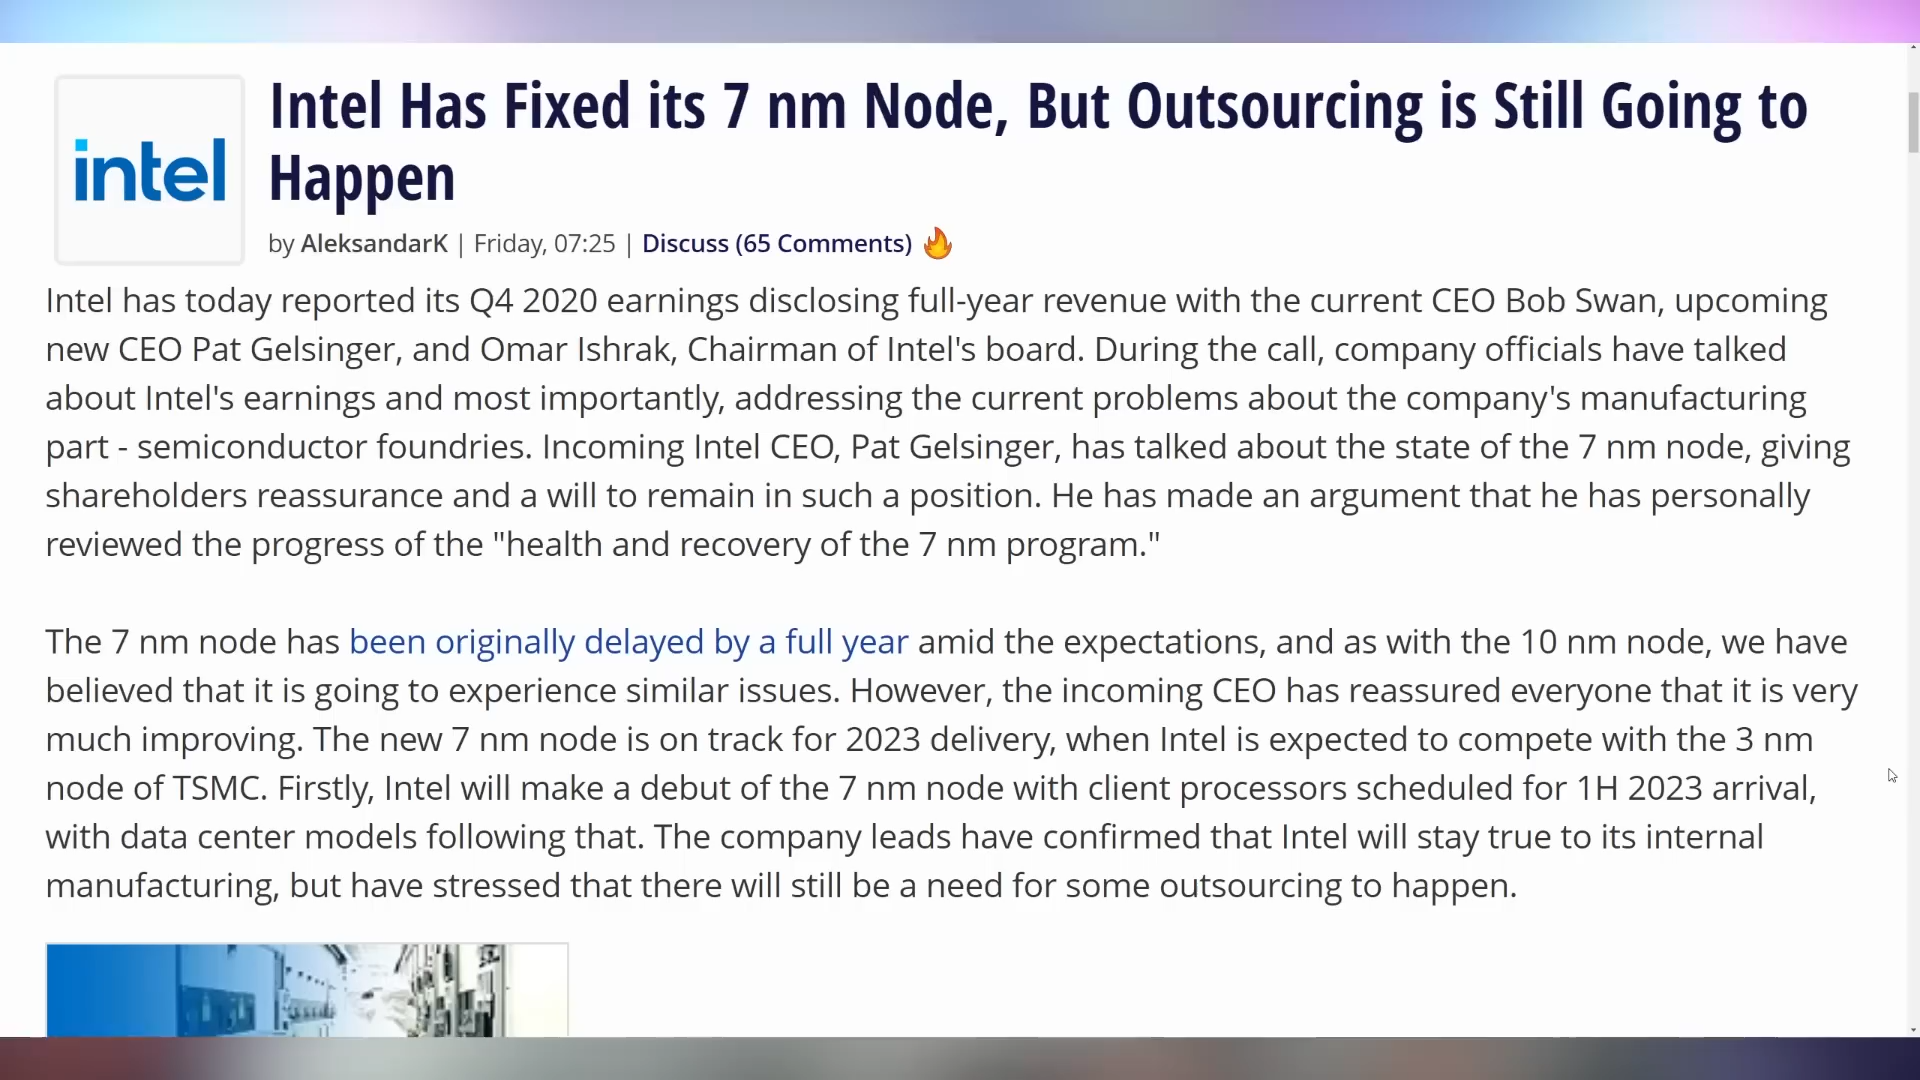 intel
Intel Has Fixed its 7 nm Node, But Outsourcing is Still Going to
Happen
by AleksandarK | Friday, 07:25 | Discuss (65 Comments)
Intel has today reported its Q4 2020 earnings disclosing full-year revenue with the current CEO Bob Swan, upcoming
new CEO Pat Gelsinger, and Omar Ishrak, Chairman of Intel's board. During the call, company officials have talked
about Intel's earnings and most importantly, addressing the current problems about the company's manufacturing
part - semiconductor foundries. Incoming Intel CEO, Pat Gelsinger, has talked about the state of the 7 nm node, giving
shareholders reassurance and a will to remain in such a position. He has made an argument that he has personally
reviewed the progress of the "health and recovery of the 7 nm program."
The 7 nm node has been originally delayed by a full year amid the expectations, and as with the 10 nm node, we have
believed that it is going to experience similar issues. However, the incoming CEO has reassured everyone that it is very
much improving. The new 7 nm node is on track for 2023 delivery, when Intel is expected to compete with the 3 nm
node of TSMC. Firstly, Intel will make a debut of the 7 nm node with client processors scheduled for 1H 2023 arrival,
with data center models following that. The company leads have confirmed that Intel will stay true to its internal
manufacturing, but have stressed that there will still be a need for some outsourcing to happen.